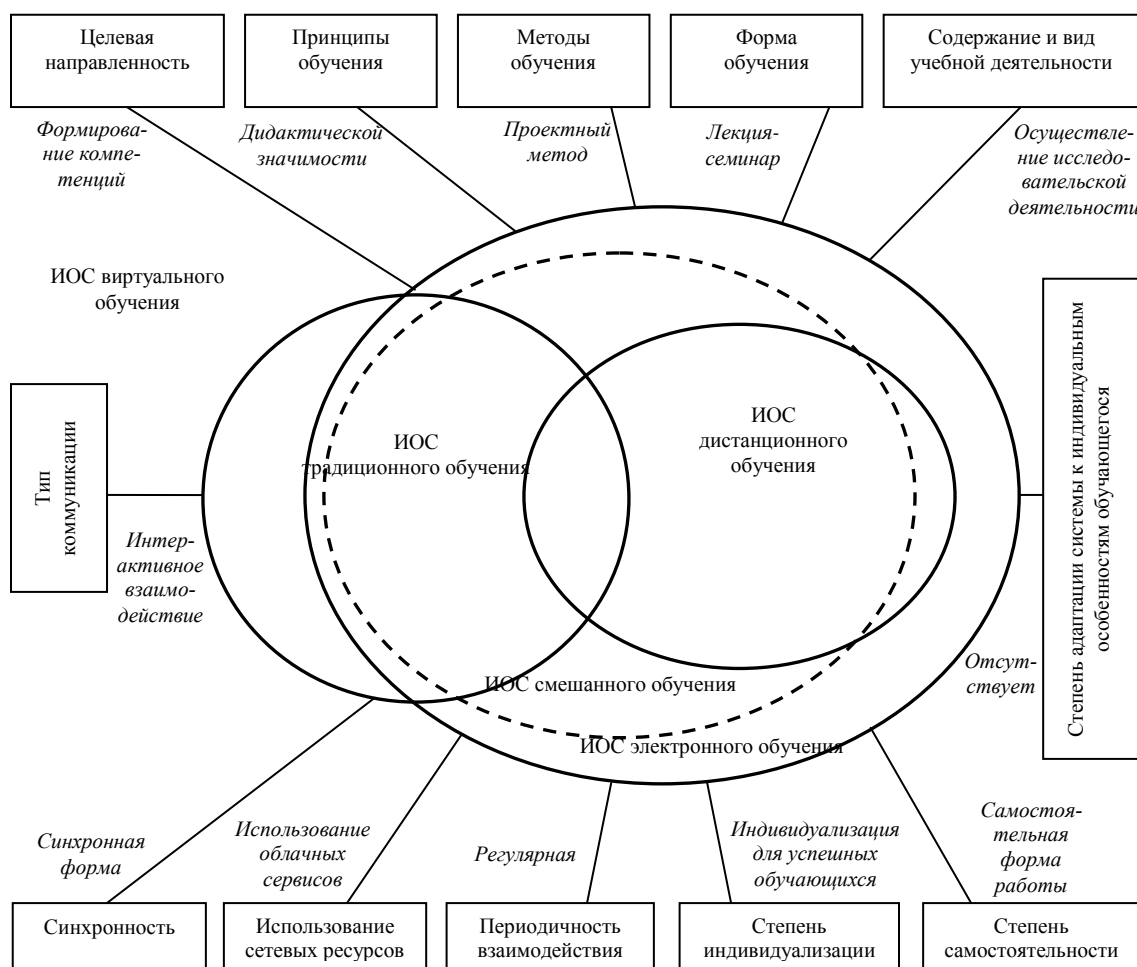 Целевая
направленность
Принципы
обучения
Методы
обучения
Форма
обучения
Содержание и вид
учебной деятельности
Формирова-
ние компе-
тенций
Дидактической
значимости
Проектный
метод
Лекция-
семинар
Осуществле-
ние исследо-
вательской
деятельности
ИОС виртуального
обучения
Тип
коммуникации
Интер-
активное
взаимо-
действие
ИОС
традиционного обучения
ИОС
дистанционного
обучения
Степень адаптации системы к индивидуальным
особенностям обучающегося
Отсут-
ствует
ИОС смешанного обучения
ИОС электронного обучения
Синхронная
форма
Использование
облачных
сервисов
Регулярная
Индивидуализация
для успешных
обучающихся
Самостоя-
тельная
форма
работы
Синхронность
Использование
сетевых ресурсов
Периодичность
взаимодействия
Степень
индивидуализации
Степень
самостоятельности